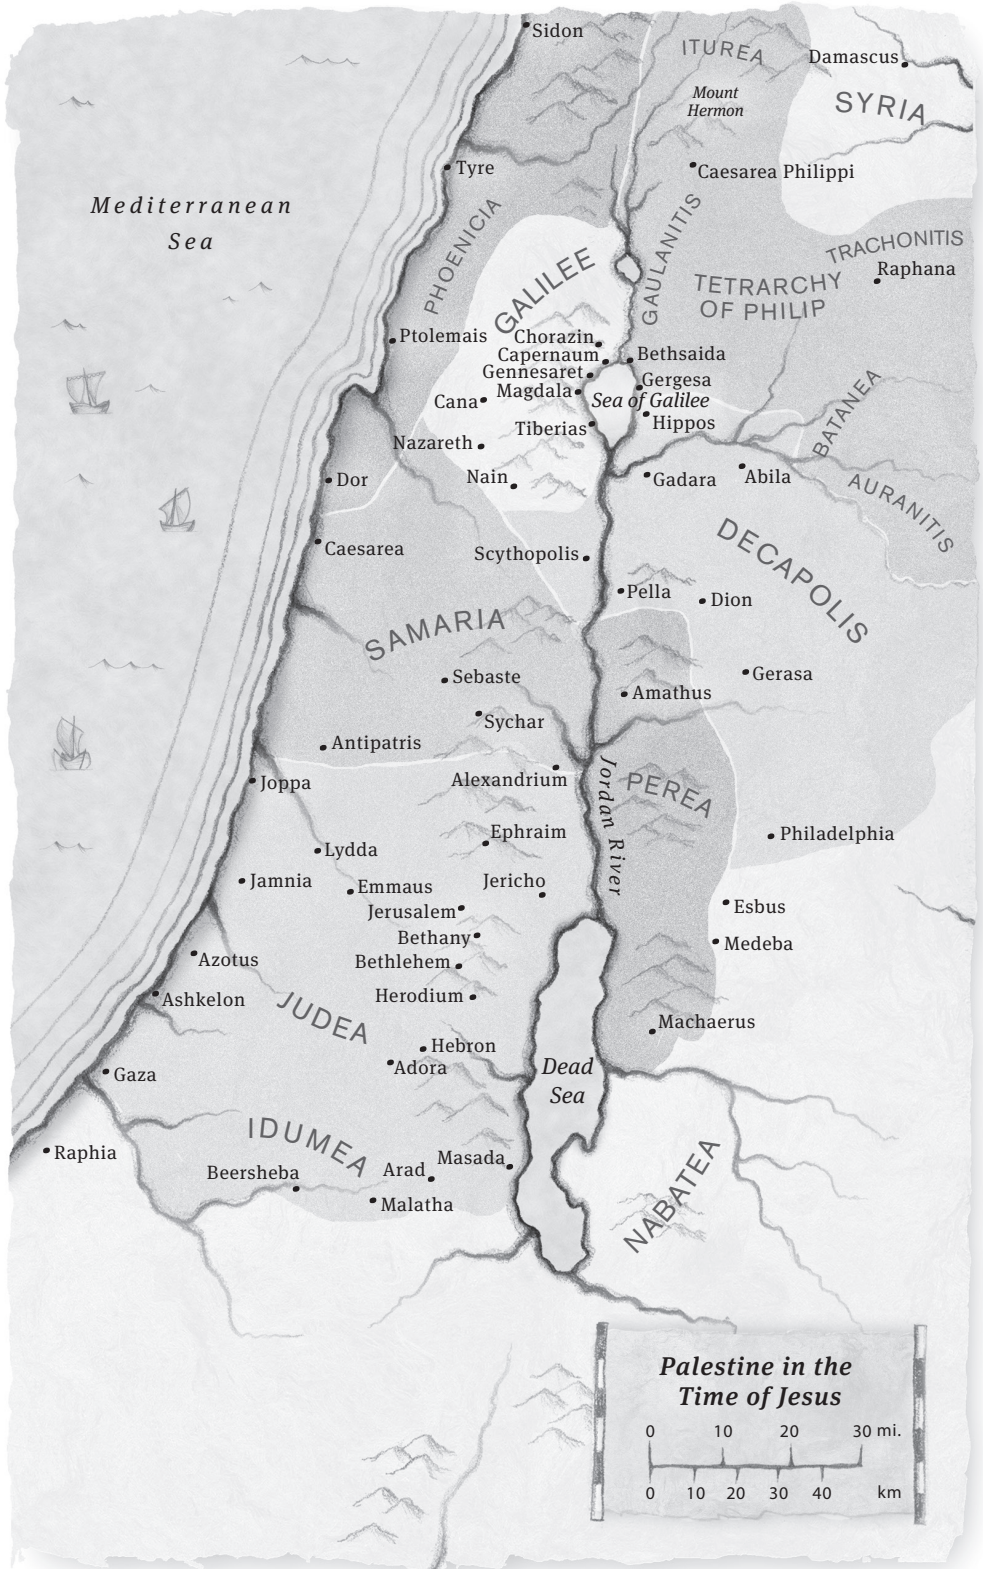 Sidon
ITUREA
Damascus
Mount
Hermon
SYRIA
Tyre
Caesarea Philippi
Mediterranean
Sea
PHOENICIA
GALILEE
GAULANITIS
TRACHONITIS
Raphana
TETRARCHY
OF PHILIP
Ptolemais
Chorazin
Capernaum
Bethsaida
Gennesaret
Gergesa
Magdala
Sea of Galilee
Cana
Hippos
Tiberias
BATANEA
Nazareth
Nain
Dor
Gadara
Abila
AURANITIS
DECAPOLIS
Caesarea
Scythopolis
Pella
Dion
SAMARIA
Sebaste
Gerasa
Amathus
Sychar
Antipatris
Joppa
Alexandrium
Jordan River
PEREA
Ephraim
Philadelphia
Lydda
Jamnia
Emmaus
Jericho
Jerusalem
Esbus
Bethany
Medeba
Azotus
Bethlehem
Ashkelon
Herodium
JUDEA
Machaerus
Hebron
Adora
Gaza
Dead
Sea
IDUMEA
Raphia
Masada
Beersheba
Arad
Malatha
NABATEA
Palestine in the
Time of Jesus
0 10 20 30 mi.
0 10 20 30 40 km